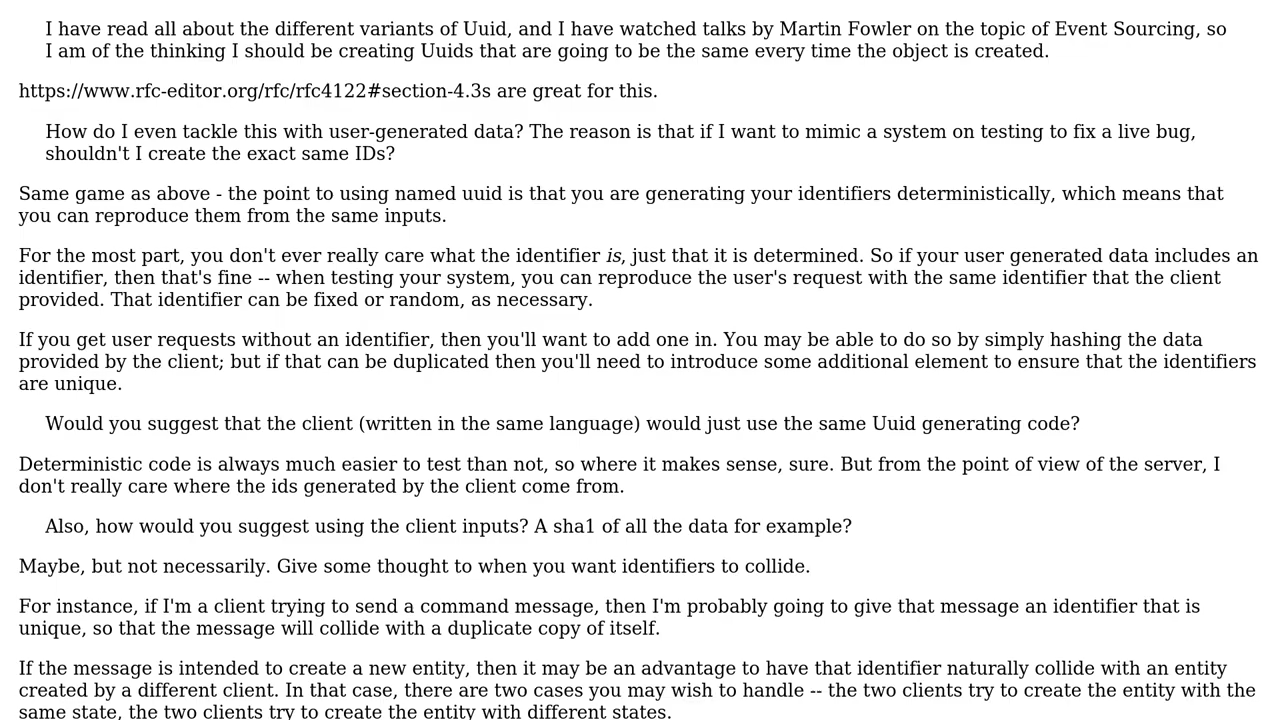 I have read all about the different variants of Uuid, and I have watched talks by Martin Fowler on the topic of Event Sourcing, so
I am of the thinking I should be creating Uuids that are going to be the same every time the object is created.
https://www.rfc-editor.org/rfc/rfc4122#section-4.3s are great for this.
How do I even tackle this with user-generated data? The reason is that if I want to mimic a system on testing to fix a live bug,
shouldn't I create the exact same IDs?
Same game as above - the point to using named uuid is that you are generating your identifiers deterministically, which means that
you can reproduce them from the same inputs.
For the most part, you don't ever really care what the identifier is, just that it is determined. So if your user generated data includes an
identifier, then that's fine -- when testing your system, you can reproduce the user's request with the same identifier that the client
provided. That identifier can be fixed or random, as necessary.
If you get user requests without an identifier, then you'll want to add one in. You may be able to do so by simply hashing the data
provided by the client; but if that can be duplicated then you'll need to introduce some additional element to ensure that the identifiers
are unique.
Would you suggest that the client (written in the same language) would just use the same Uuid generating code?
Deterministic code is always much easier to test than not, so where it makes sense, sure. But from the point of view of the server, I
don't really care where the ids generated by the client come from.
Also, how would you suggest using the client inputs? A sha1 of all the data for example?
Maybe, but not necessarily. Give some thought to when you want identifiers to collide.
For instance, if I'm a client trying to send a command message, then I'm probably going to give that message an identifier that is
unique, so that the message will collide with a duplicate copy of itself.
If the message is intended to create a new entity, then it may be an advantage to have that identifier naturally collide with an entity
created by a different client. In that case, there are two cases you may wish to handle -- the two clients try to create the entity with the
same state, the two clients try to create the entity with different states.